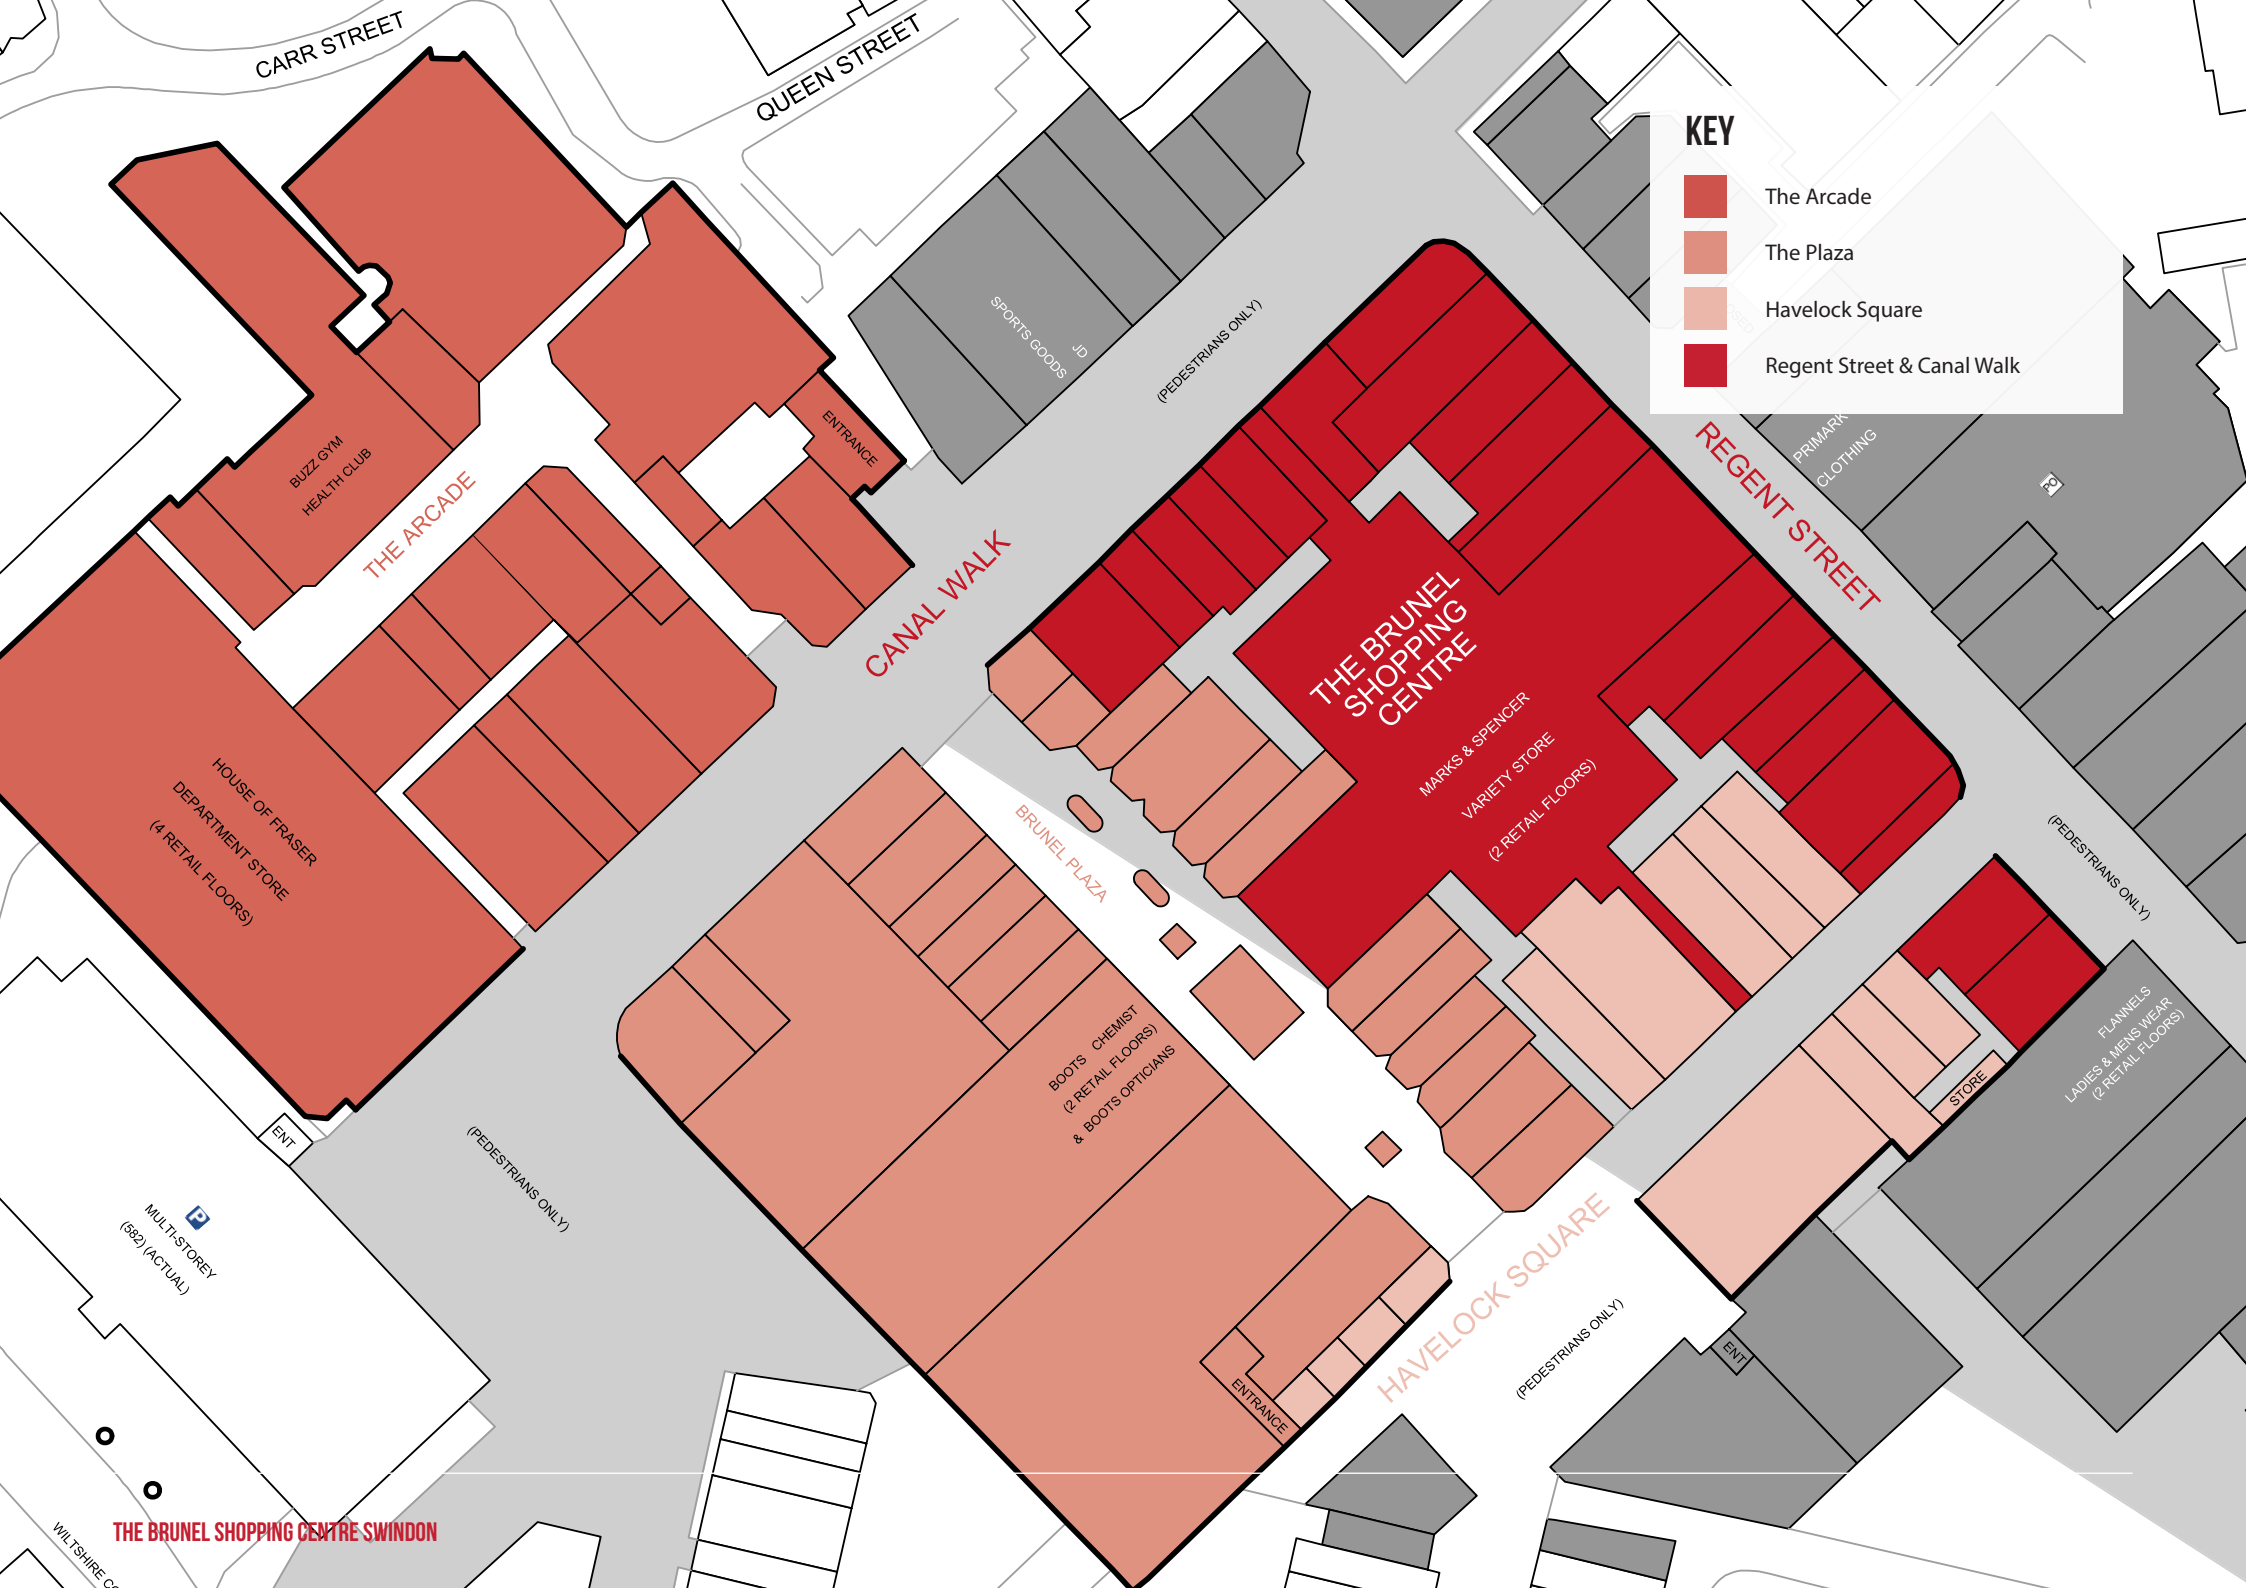 CARR STREET
QUEEN STREET
KEY
The Arcade
The Plaza
Havelock Square
Regent Street & Canal Walk
SPORTS GOODS
JD
(PEDESTRIANS ONLY)
ENTRANCE
BUZZ GYM
HEALTH CLUB
THE ARCADE
CANAL WALK
REGENT STREET
PRIMARK
CLOTHING
PO
THE BRUNEL
SHOPPING
CENTRE
MARKS & SPENCER
VARIETY STORE
(2 RETAIL FLOORS)
HOUSE OF FRASER
DEPARTMENT STORE
(4 RETAIL FLOORS)
BRUNEL PLAZA
(PEDESTRIANS ONLY)
BOOTS CHEMIST
(2 RETAIL FLOORS)
& BOOTS OPTICIANS
FLANNELS
LADIES & MENS WEAR
(2 RETAIL FLOORS)
STORE
ENT
(PEDESTRIANS ONLY)
P
MULTI-STOREY
(582) (ACTUAL)
HAVELOCK SQUARE
(PEDESTRIANS ONLY)
ENT
ENTRANCE
THE BRUNEL SHOPPING CENTRE SWINDON
WILTSHIRE